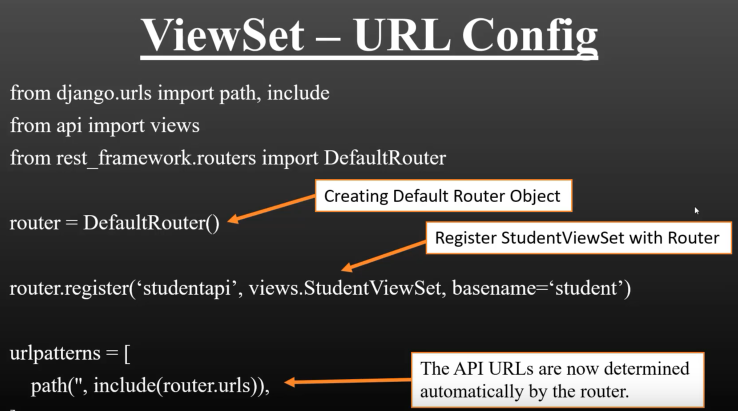 ViewSet – URL Config
from django.urls import path, include
from api import views
from rest_framework.routers import DefaultRouter
Creating Default Router Object
router = DefaultRouter()
Register StudentViewSet with Router
router.register(‘studentapi’, views.StudentViewSet, basename=‘student’)
urlpatterns = [
path('', include(router.urls)),
The API URLs are now determined
automatically by the router.